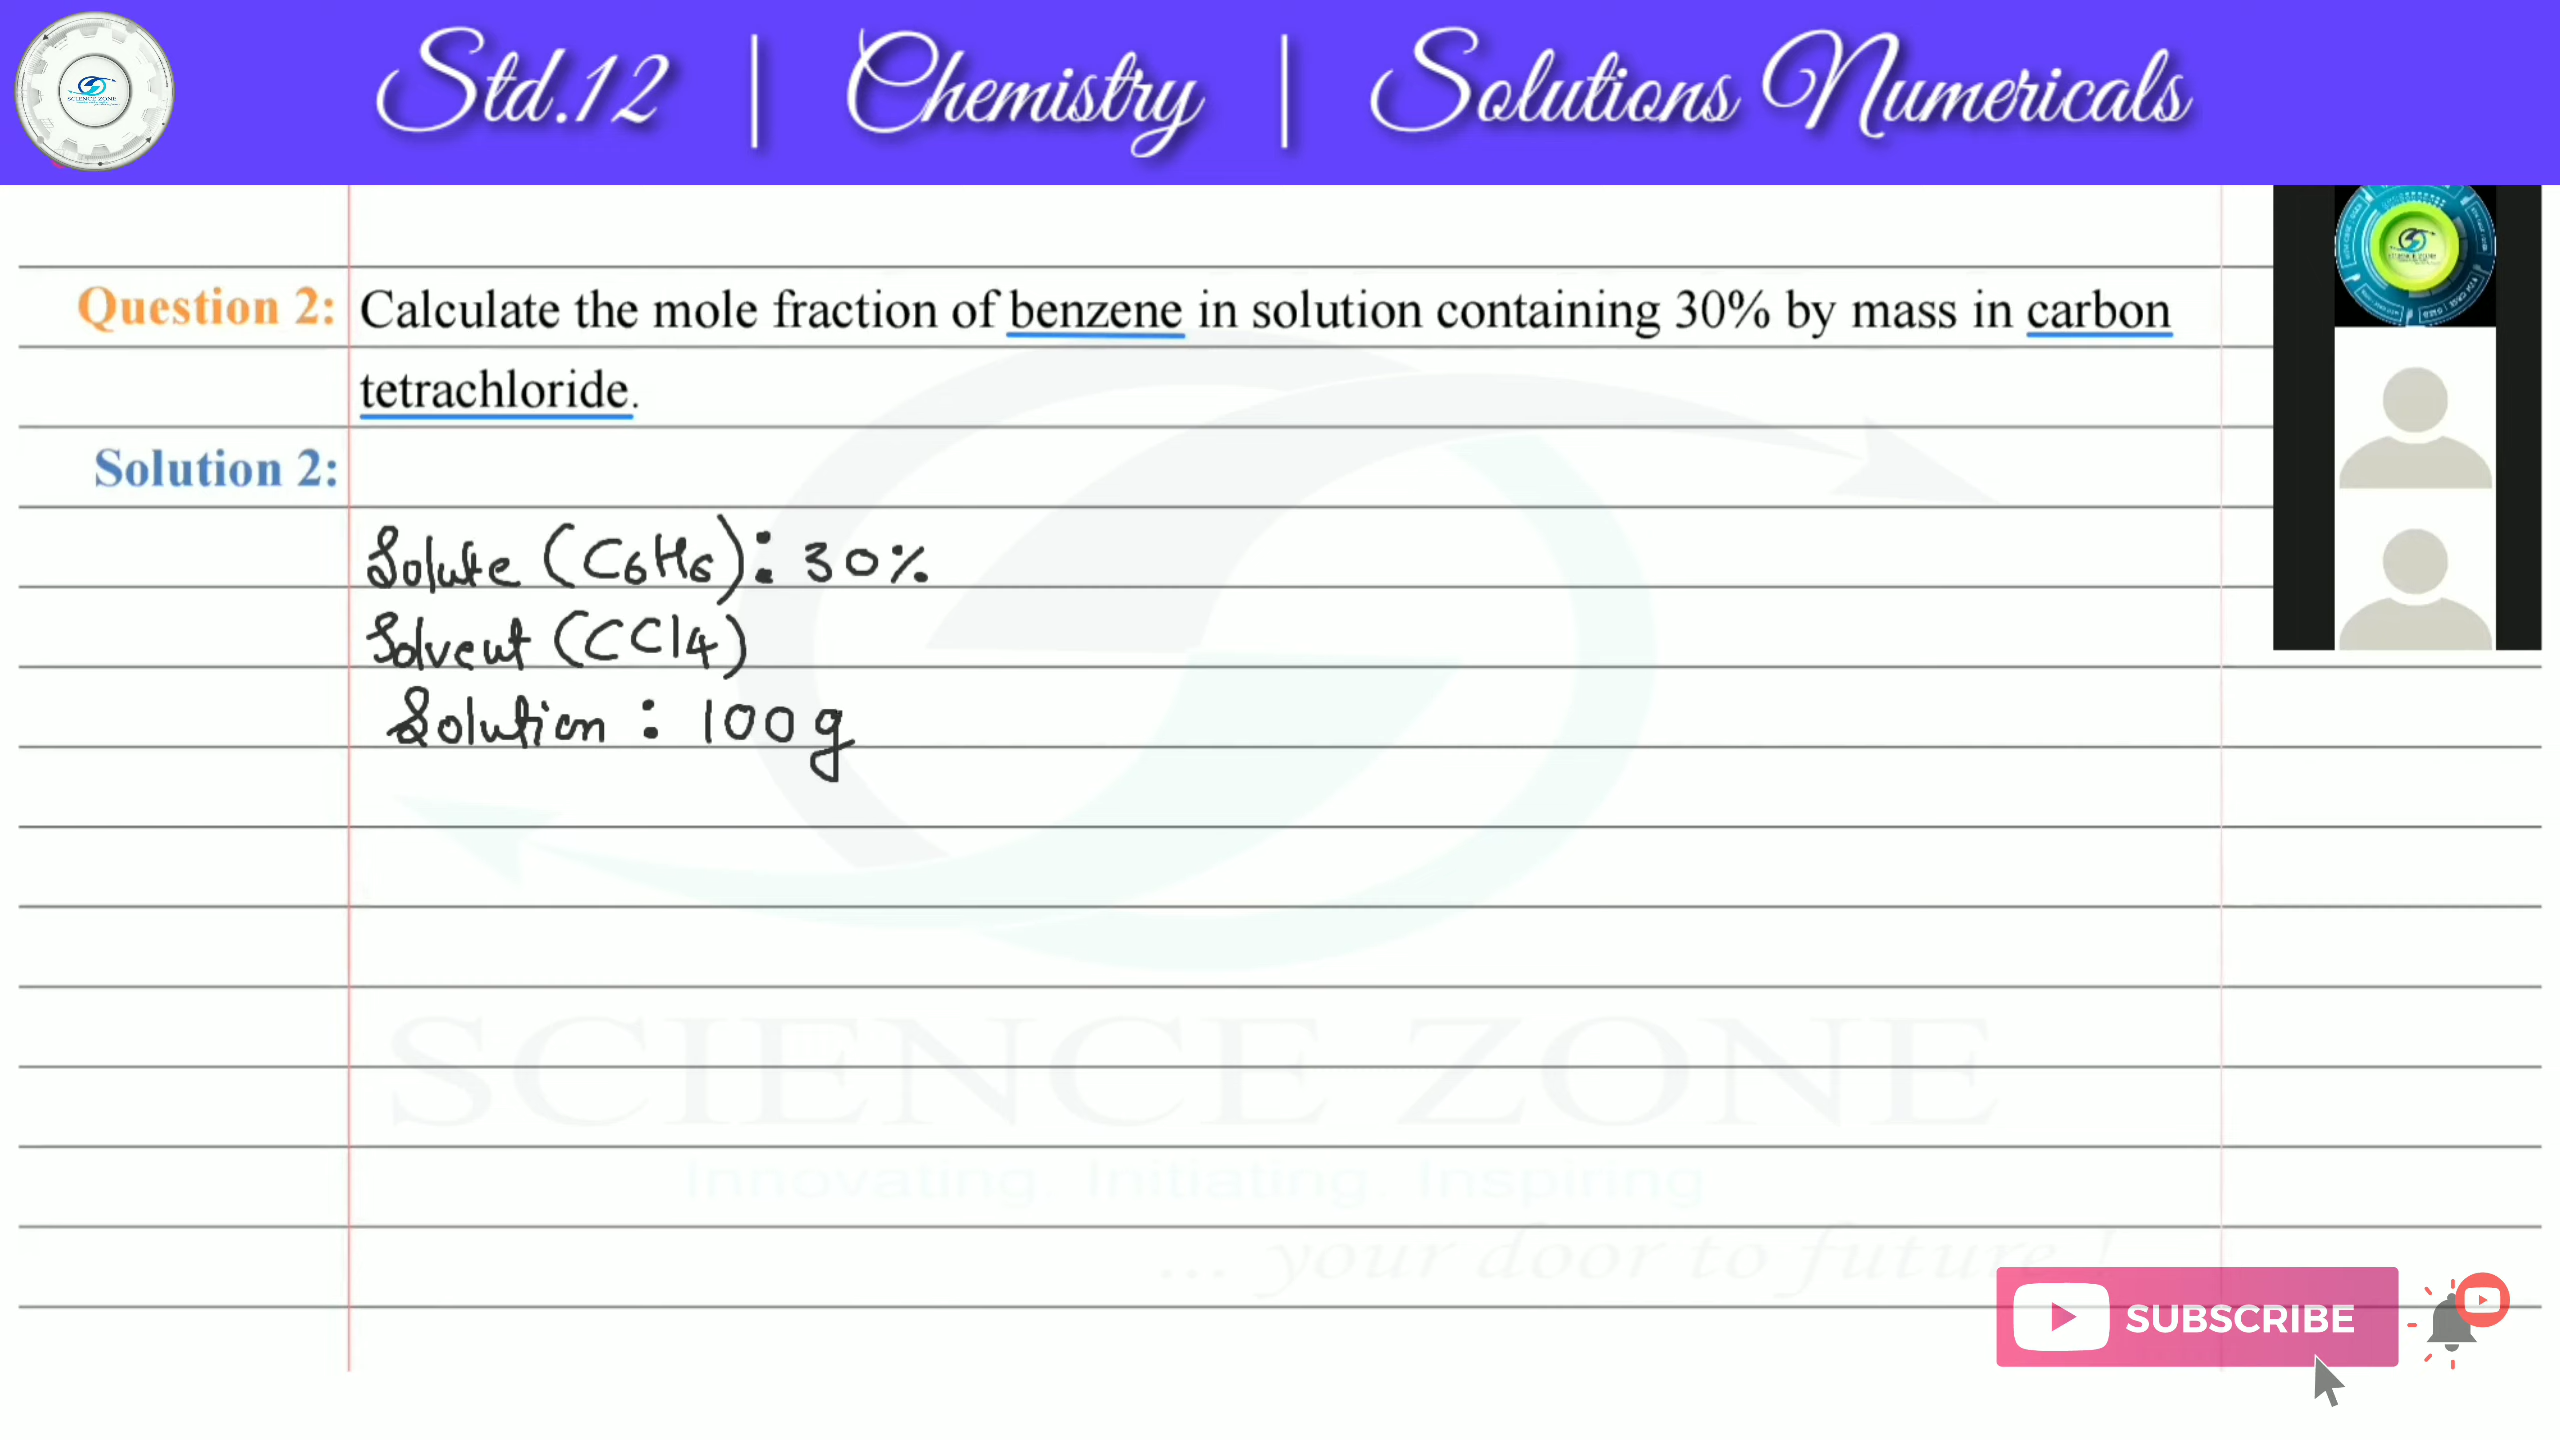 Std.12 | Chemistry | Solutions Numericals
SCIENCE ZONE
Question 2: Calculate the mole fraction of benzene in solution containing 30% by mass in carbon
tetrachloride.
Solution 2:
Solute (C6H6): 30%
Solvent (CCl4)
Solution : 100 g
SCIENCE ZONE
Innovating, Initiating Inspiring
... your door to future !
SUBSCRIBE